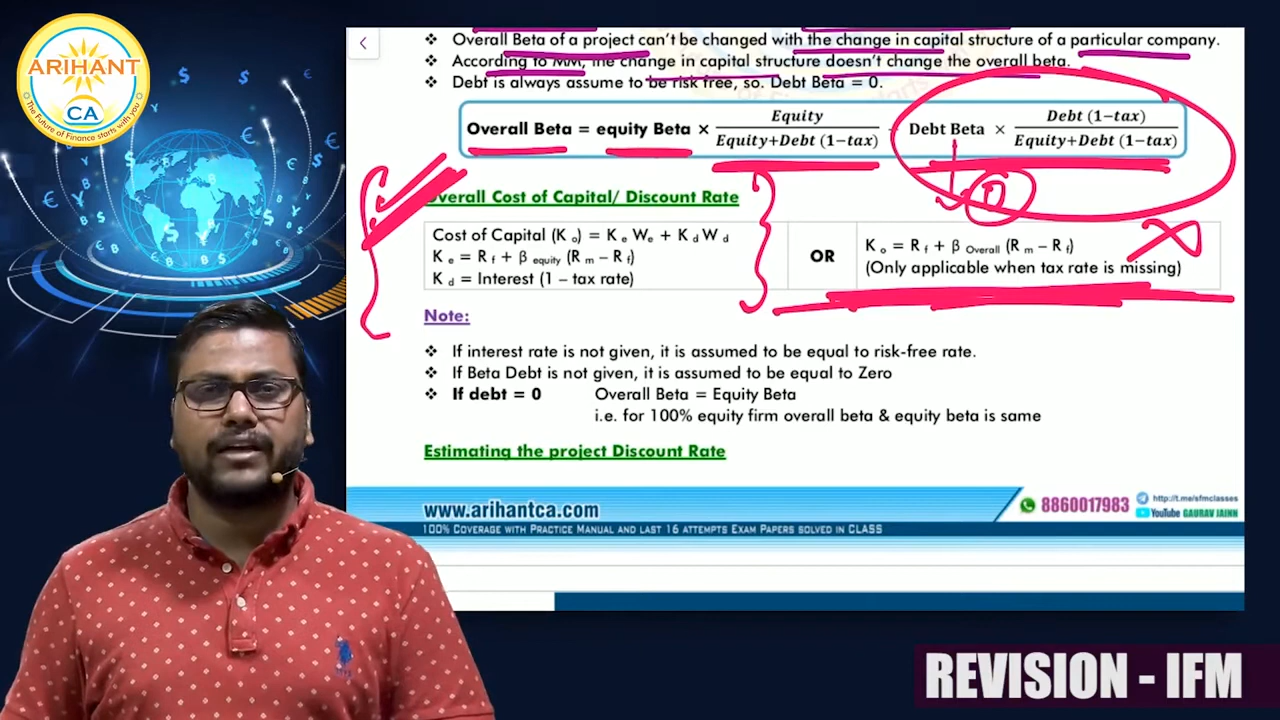 ARIHANT
CA
The Future of Finance starts with you
❖ Overall Beta of a project can't be changed with the change in capital structure of a particular company.
❖ According to MM, the change in capital structure doesn't change the overall beta.
❖ Debt is always assume to be risk free, so. Debt Beta = 0.
Overall Beta = equity Beta × Equity / Equity+Debt (1−tax) Debt Beta × Debt (1−tax) / Equity+Debt (1−tax)
0
Overall Cost of Capital/ Discount Rate
Cost of Capital (K o) = K e W e + K d W d
K e = R f + β equity (R m − R f)
K d = Interest (1 − tax rate)
OR
K o = R f + β Overall (R m − R f)
(Only applicable when tax rate is missing)
Note:
❖ If interest rate is not given, it is assumed to be equal to risk-free rate.
❖ If Beta Debt is not given, it is assumed to be equal to Zero
❖ If debt = 0 Overall Beta = Equity Beta
i.e. for 100% equity firm overall beta & equity beta is same
Estimating the project Discount Rate
www.arihantca.com
8860017983
http://t.me/sfmclasses
YouTube GAURAV JAINN
100% COVERAGE WITH PRACTICE MANUAL AND LAST 16 ATTEMPTS EXAM PAPERS SOLVED IN CLASS
REVISION - IFM